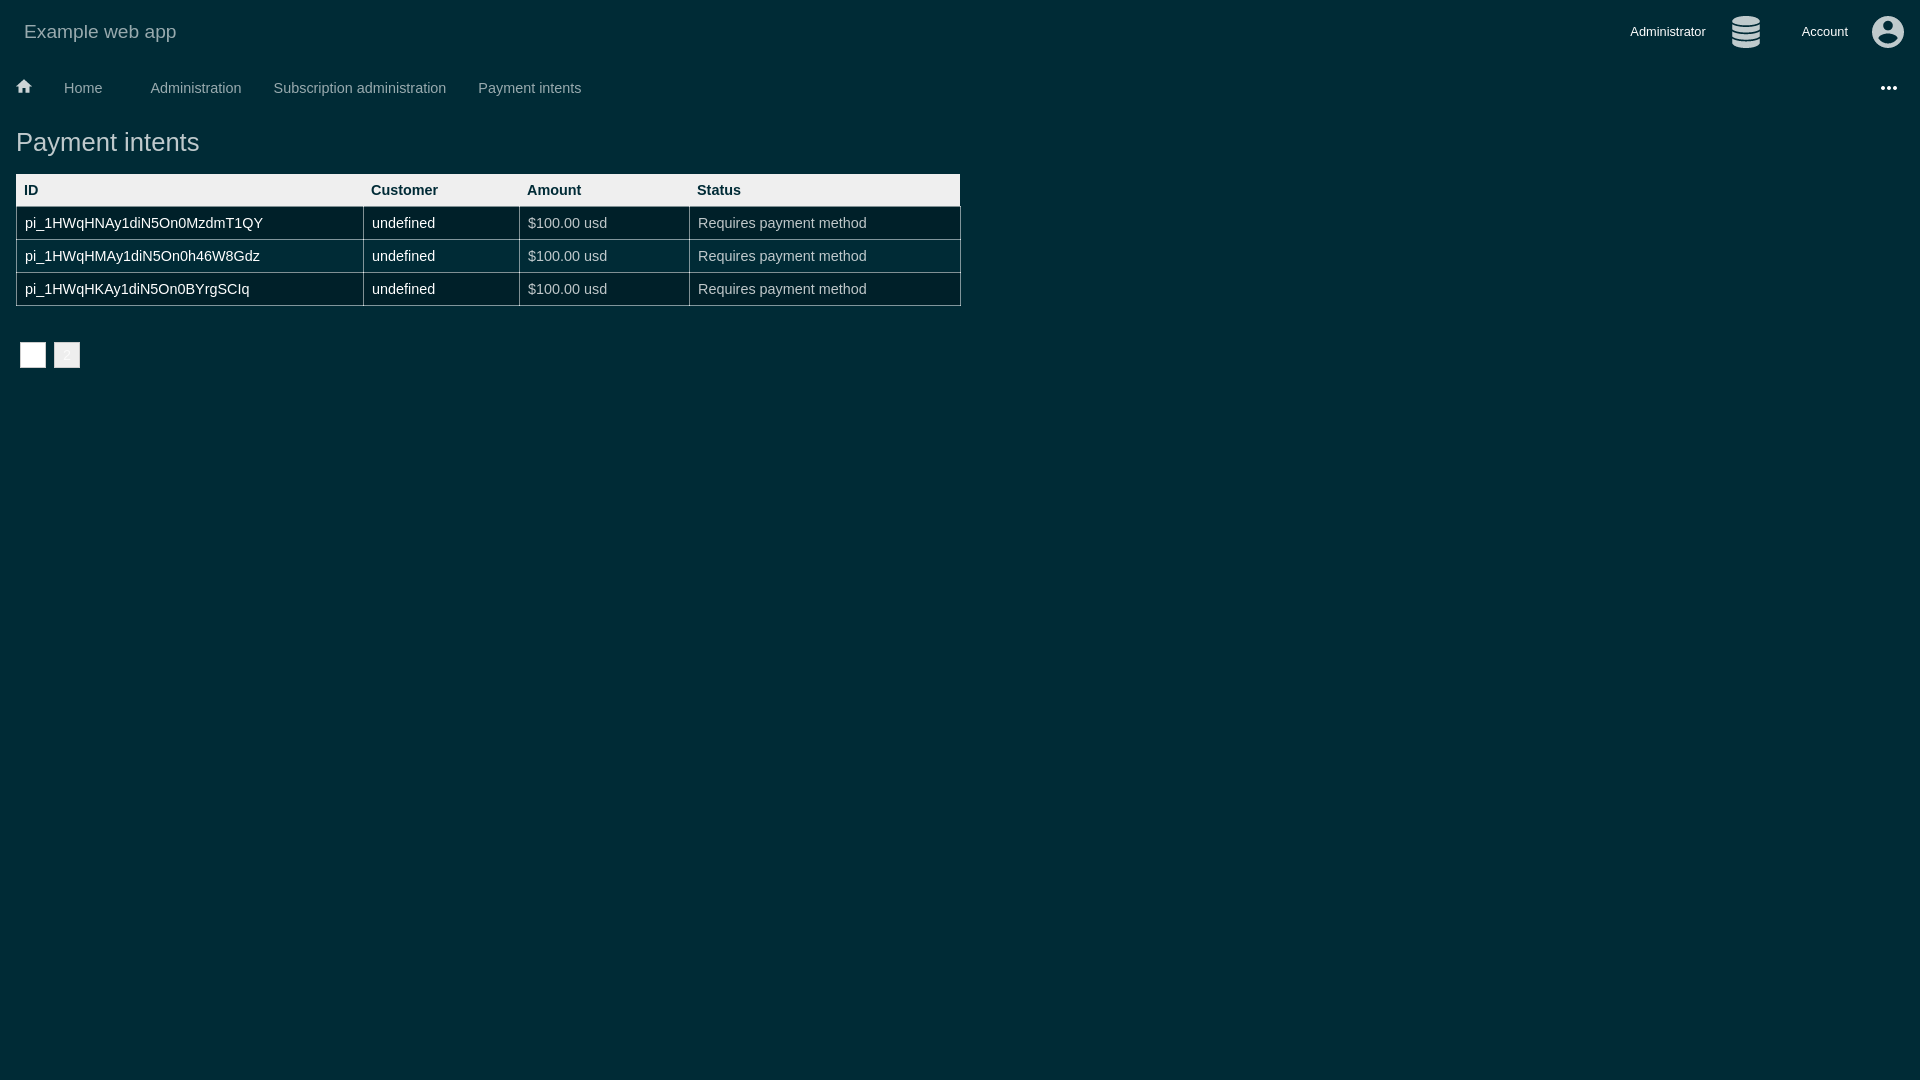 Example web app
Administrator
Account
Home
Administration
Subscription administration
Payment intents
Payment intents
ID Customer Amount Status
pi_1HWqHNAy1diN5On0MzdmT1QY undefined $100.00 usd Requires payment method
pi_1HWqHMAy1diN5On0h46W8Gdz undefined $100.00 usd Requires payment method
pi_1HWqHKAy1diN5On0BYrgSCIq undefined $100.00 usd Requires payment method
2